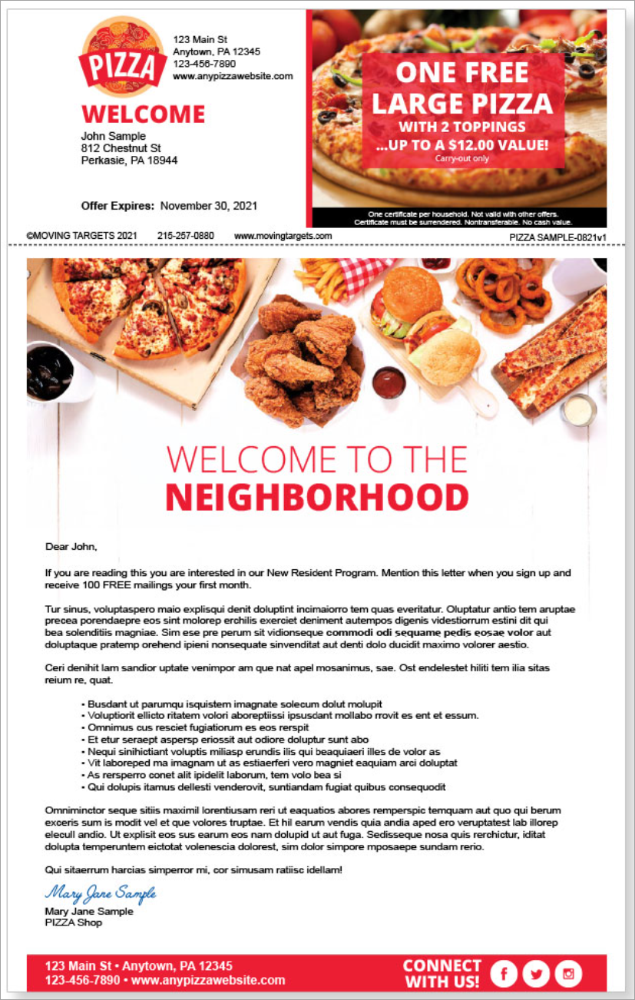 PIZZA
123 Main St
Anytown, PA 12345
123-456-7890
www.anypizzawebsite.com
WELCOME
John Sample
812 Chestnut St
Perkasie, PA 18944
Offer Expires: November 30, 2021
ONE FREE
LARGE PIZZA
WITH 2 TOPPINGS
...UP TO A $12.00 VALUE!
Carry-out only
One certificate per household. Not valid with other offers.
Certificate must be surrendered. Nontransferable. No cash value.
©MOVING TARGETS 2021 215-257-0880 www.movingtargets.com
PIZZA SAMPLE-0821v1
WELCOME TO THE
NEIGHBORHOOD
Dear John,
If you are reading this you are interested in our New Resident Program. Mention this letter when you sign up and
receive 100 FREE mailings your first month.
Tur sinus, voluptaspero maio explisqui denit doluptint incimaiorro tem quas everitatur. Oluptatur antio tem aruptae
precea porendaepre eos sint molorep erchilis exerciet deniment autempos digenis videstiorrum estini dit qui
bea solenditiis magniae. Sim ese pre perum sit vidionseque commodi odi sequame pedis eosae volor aut
doluptaque pratemp orehend ipieni nonsequate sinvenditat aut denti dolo ducidit maximo volorer aestio.
Ceri denihit lam sandior uptate venimpor am que nat apel mosanimus, sae. Ost endelestet hiliti tem ilia sitas
reium re, quat.
• Busdant ut parumqu isquistem imagnate solecum dolut molupit
• Voluptiorit ellicto ritatem volori aboreptiissi ipsusdant mollabo rrovit es ent et essum.
• Omnimus cus resciet fugiatiorum es eos rerspit
• Et etur seraept aspersp eriossit aut odiore doluptur sunt abo
• Nequi sinihictiant voluptis miliasp erundis ilis qui beaquiaeri illes de volor as
• Vit laboreped ma imagnam ut as estiaerferi vero magniet eaquiam arci doluptat
• As rersperro conet alit ipidelit laborum, tem volo bea si
• Qui dolupis itamus dellesti venderovit, suntiandam fugiat quibus consequodit
Omniminctor seque sitiis maximil lorentiusam reri ut eaquatios abores remperspic temquam aut quo qui berum
exceris sum is modit vel et que volores truptae. Et hil earum vendis quia andia aped ero veruptatest lab illorep
elecull andio. Ut explisit eos sus earum eos nam dolupid ut aut fuga. Sedisseque nosa quis rerchictur, iditat
dolupta temperuntem eictotat volenescia dolorest, sim dolor simpore mposaepe sundam rerio.
Qui sitaerrum harcias simperror mi, cor simusam ratiisc idellam!
Mary Jane Sample
Mary Jane Sample
PIZZA Shop
123 Main St • Anytown, PA 12345
123-456-7890 • www.anypizzawebsite.com
CONNECT
WITH US!